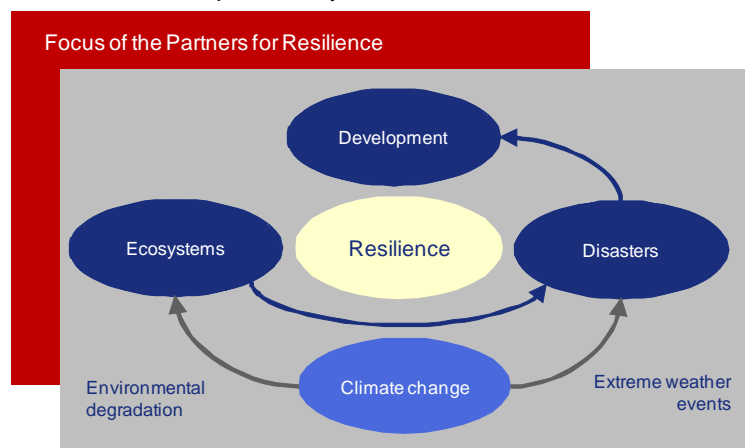 Focus of the Partners for Resilience
Development
Ecosystems
Resilience
Disasters
Climate change
Environmental
degradation
Extreme weather
events